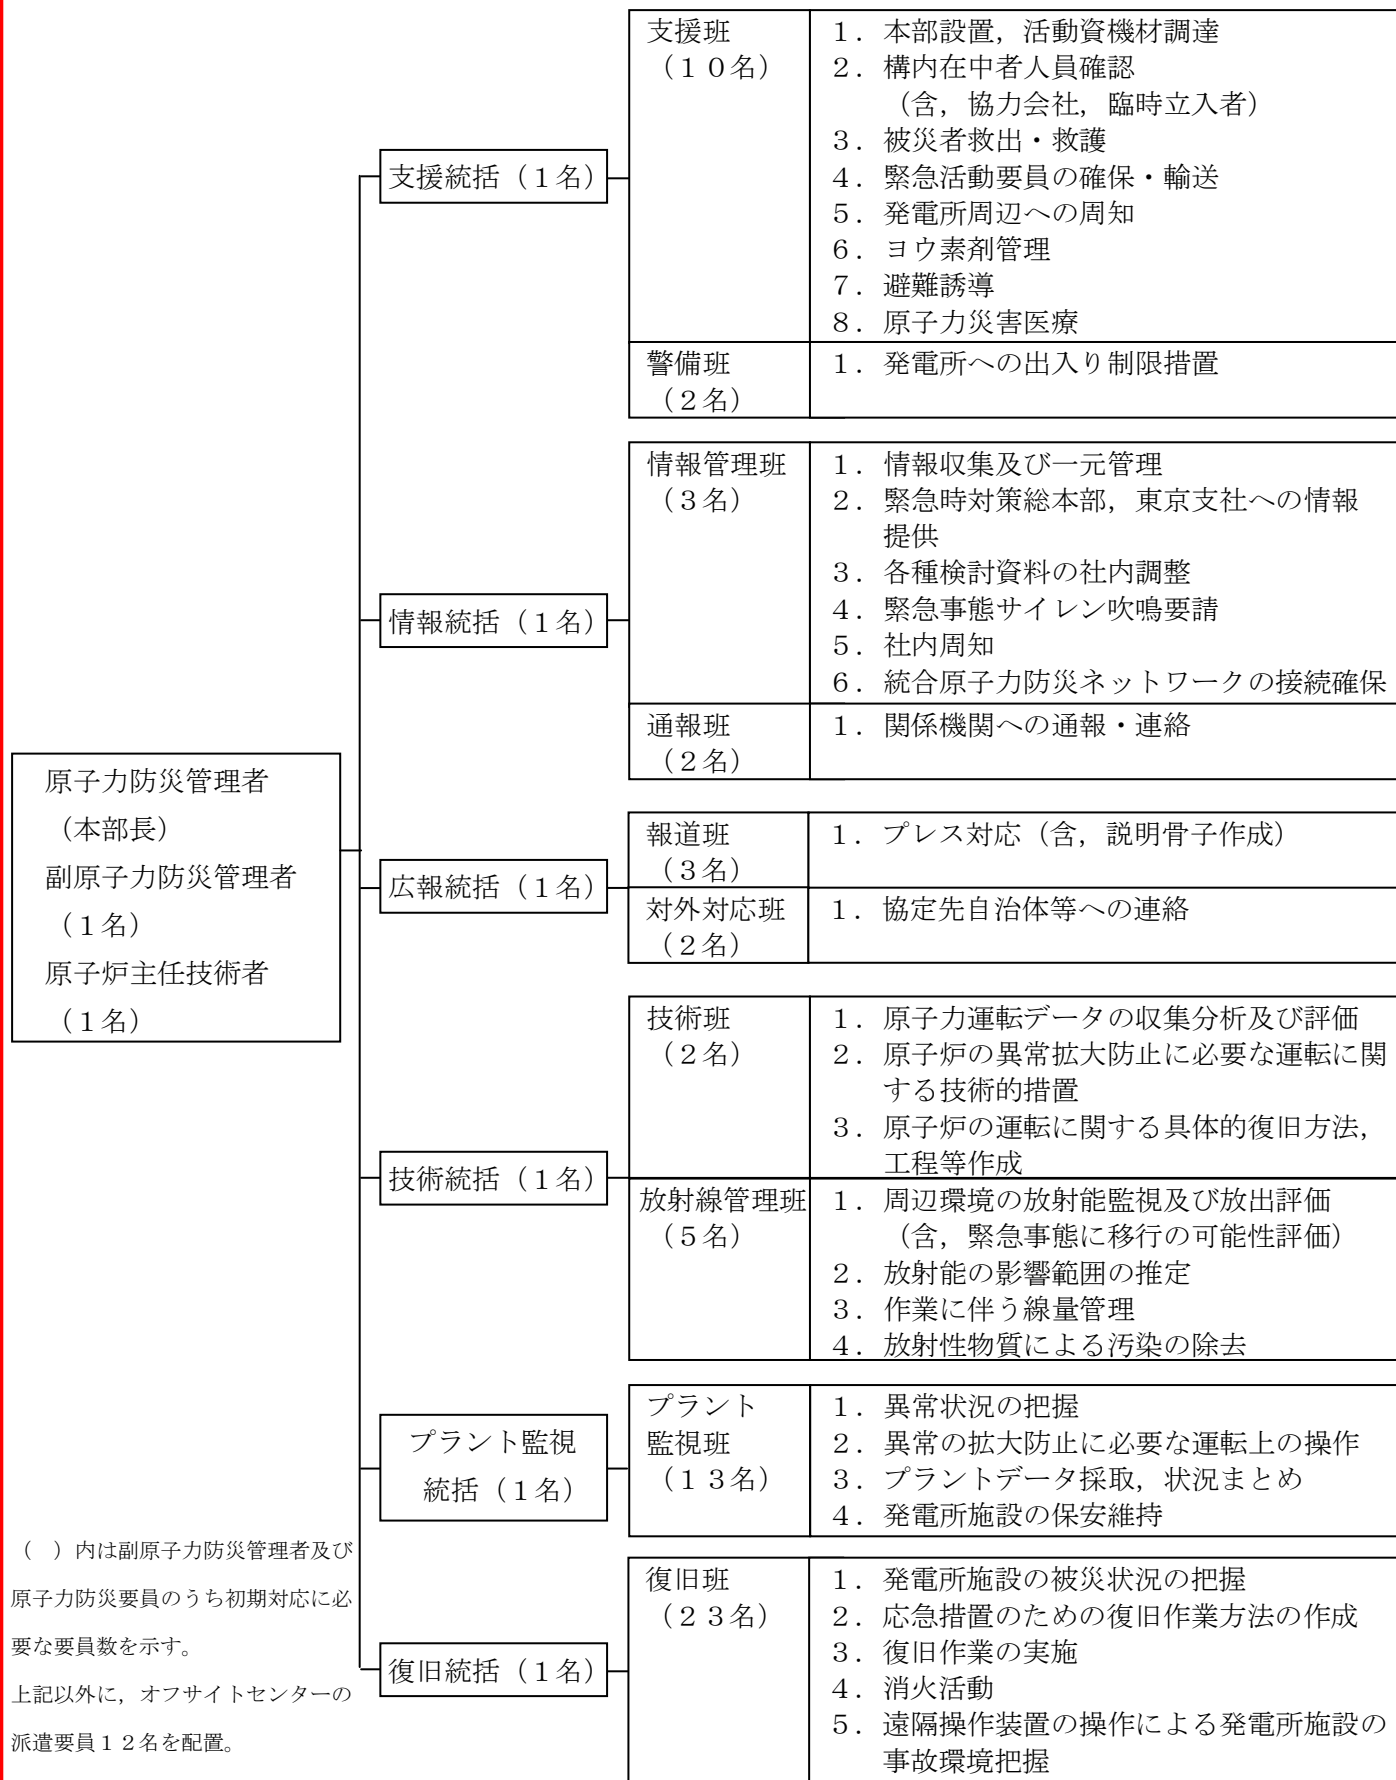 原子力防災管理者
（本部長）
副原子力防災管理者
（１名）
原子炉主任技術者
（１名）
支援統括（１名）
支援班
（１０名）
１．本部設置，活動資機材調達
２．構内在中者人員確認
（含，協力会社，臨時立入者）
３．被災者救出・救護
４．緊急活動要員の確保・輸送
５．発電所周辺への周知
６．ヨウ素剤管理
７．避難誘導
８．原子力災害医療
警備班
（２名）
１．発電所への出入り制限措置
情報統括（１名）
情報管理班
（３名）
１．情報収集及び一元管理
２．緊急時対策総本部，東京支社への情報
提供
３．各種検討資料の社内調整
４．緊急事態サイレン吹鳴要請
５．社内周知
６．統合原子力防災ネットワークの接続確保
通報班
（２名）
１．関係機関への通報・連絡
広報統括（１名）
報道班
（３名）
１．プレス対応（含，説明骨子作成）
対外対応班
（２名）
１．協定先自治体等への連絡
技術統括（１名）
技術班
（２名）
１．原子力運転データの収集分析及び評価
２．原子炉の異常拡大防止に必要な運転に関
する技術的措置
３．原子炉の運転に関する具体的復旧方法，
工程等作成
放射線管理班
（５名）
１．周辺環境の放射能監視及び放出評価
（含，緊急事態に移行の可能性評価）
２．放射能の影響範囲の推定
３．作業に伴う線量管理
４．放射性物質による汚染の除去
プラント監視
統括（１名）
プラント
監視班
（１３名）
１．異常状況の把握
２．異常の拡大防止に必要な運転上の操作
３．プラントデータ採取，状況まとめ
４．発電所施設の保安維持
復旧統括（１名）
復旧班
（２３名）
１．発電所施設の被災状況の把握
２．応急措置のための復旧作業方法の作成
３．復旧作業の実施
４．消火活動
５．遠隔操作装置の操作による発電所施設の
事故環境把握
（　）内は副原子力防災管理者及び
原子力防災要員のうち初期対応に必
要な要員数を示す。
上記以外に，オフサイトセンターの
派遣要員１２名を配置。